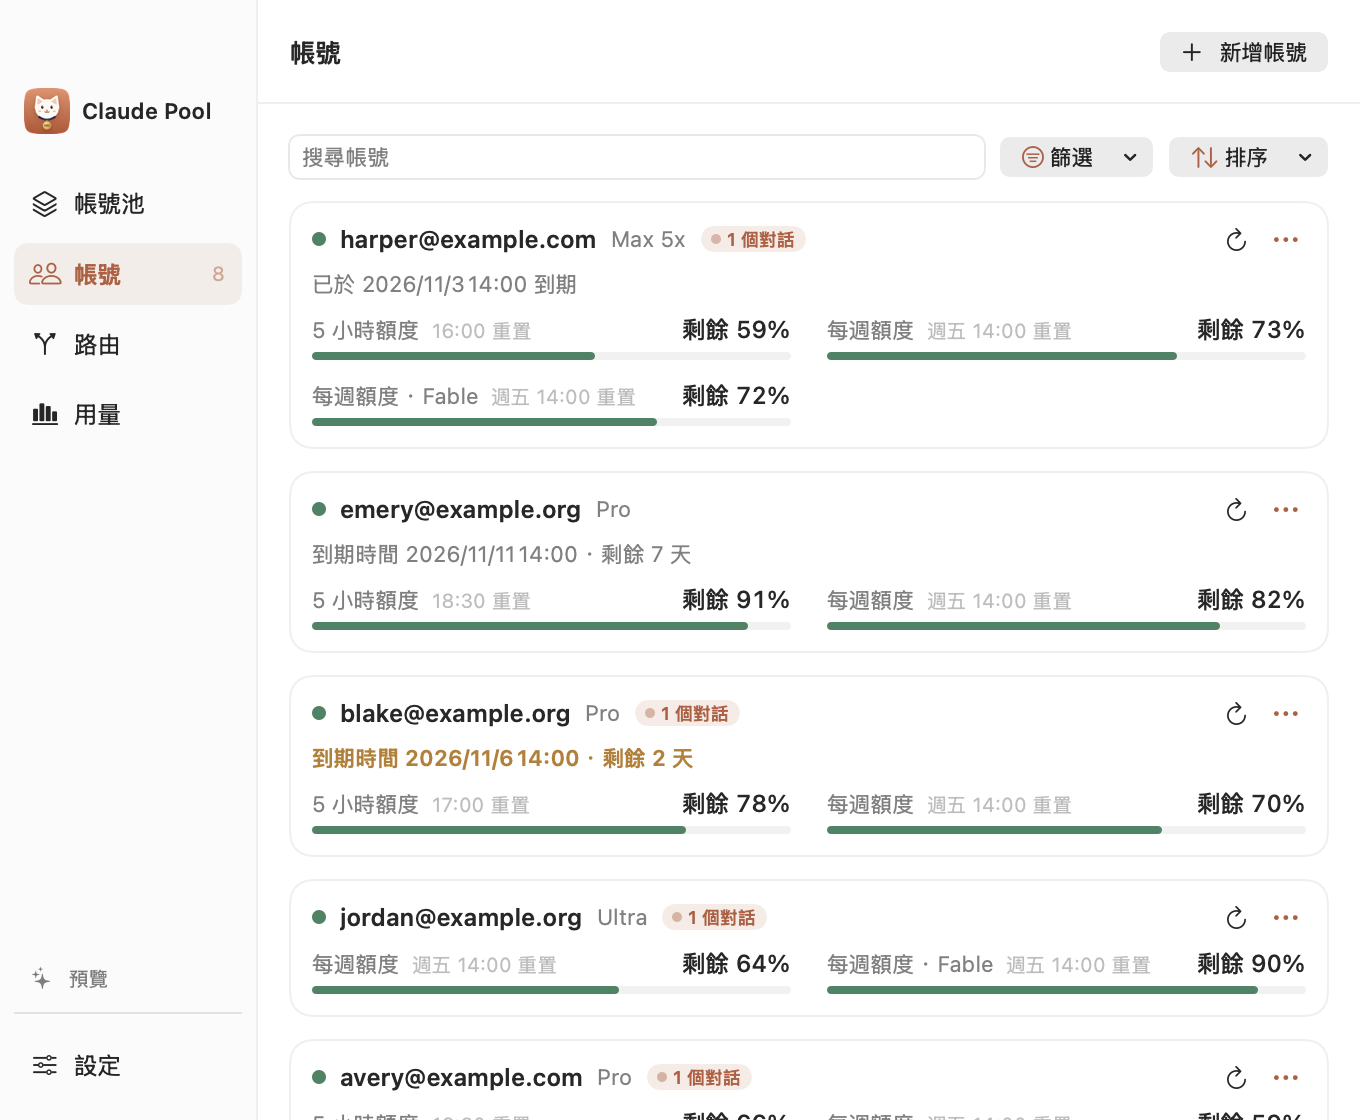 帳號
新增帳號
Claude Pool
帳號池
帳號 8
路由
用量
預覽
設定
搜尋帳號
篩選
排序
harper@example.com Max 5x 1 個對話
已於 2026/11/3 14:00 到期
5 小時額度 16:00 重置 剩餘 59%
每週額度 週五 14:00 重置 剩餘 73%
每週額度 · Fable 週五 14:00 重置 剩餘 72%
emery@example.org Pro
到期時間 2026/11/11 14:00 · 剩餘 7 天
5 小時額度 18:30 重置 剩餘 91%
每週額度 週五 14:00 重置 剩餘 82%
blake@example.org Pro 1 個對話
到期時間 2026/11/6 14:00 · 剩餘 2 天
5 小時額度 17:00 重置 剩餘 78%
每週額度 週五 14:00 重置 剩餘 70%
jordan@example.org Ultra 1 個對話
每週額度 週五 14:00 重置 剩餘 64%
每週額度 · Fable 週五 14:00 重置 剩餘 90%
avery@example.com Pro 1 個對話